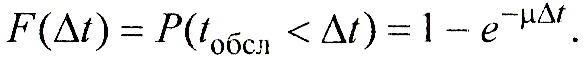 F(Δt) = P(t_обсл < Δt) = 1 − e^{−μΔt}.